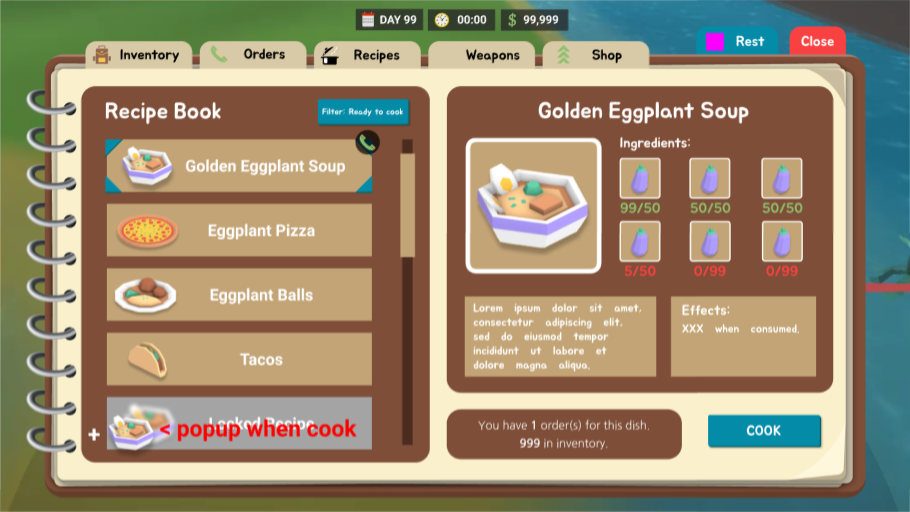 DAY 99
00:00
$ 99,999
Inventory
Orders
Recipes
Weapons
Shop
Rest
Close
Recipe Book
Filter: Ready to cook
Golden Eggplant Soup
Eggplant Pizza
Eggplant Balls
Tacos
Locked Recipe
+
< popup when cook
Golden Eggplant Soup
Ingredients:
99/50
50/50
50/50
5/50
0/99
0/99
Lorem ipsum dolor sit amet.
consectetur adipiscing elit.
sed do eiusmod tempor
incididunt ut labore et
dolore magna aliqua.
Effects:
XXX when consumed.
You have 1 order(s) for this dish.
999 in inventory.
COOK